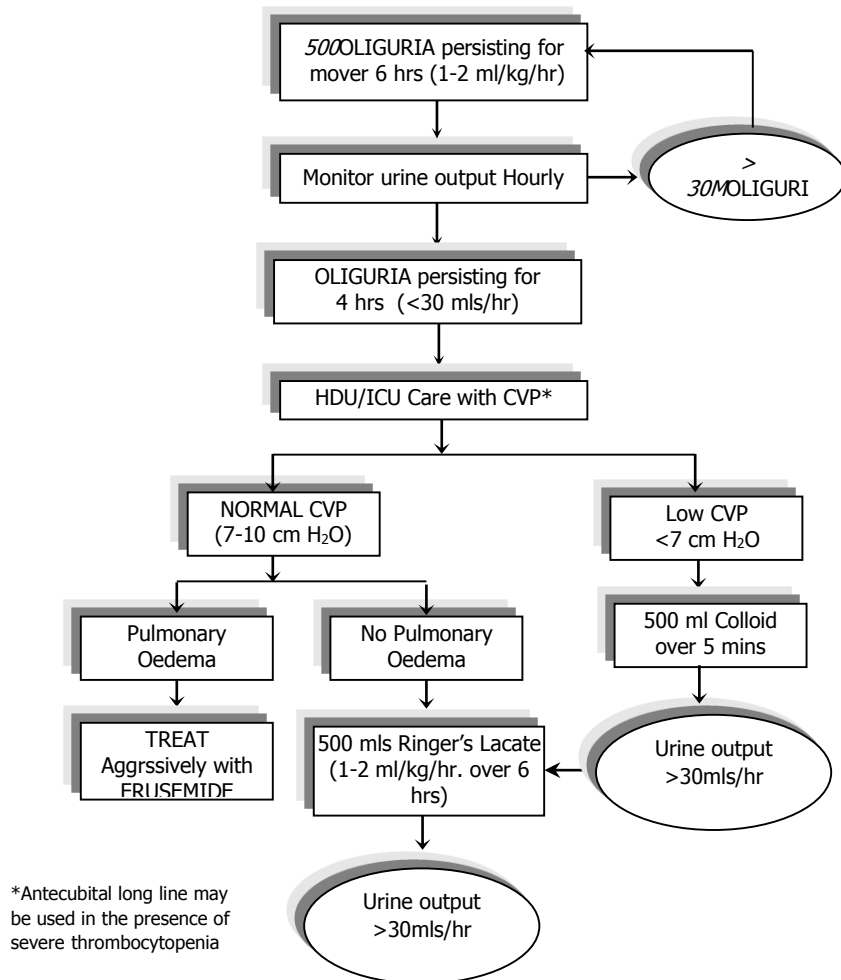 500OLIGURIA persisting for
mover 6 hrs (1-2 ml/kg/hr)
Monitor urine output Hourly
>
30MOLIGURI
OLIGURIA persisting for
4 hrs (<30 mls/hr)
HDU/ICU Care with CVP*
NORMAL CVP
(7-10 cm H₂O)
Low CVP
<7 cm H₂O
Pulmonary
Oedema
No Pulmonary
Oedema
500 ml Colloid
over 5 mins
TREAT
Aggrssively with
FRUSEMIDE
500 mls Ringer’s Lacate
(1-2 ml/kg/hr. over 6
hrs)
Urine output
>30mls/hr
Urine output
>30mls/hr
*Antecubital long line may
be used in the presence of
severe thrombocytopenia